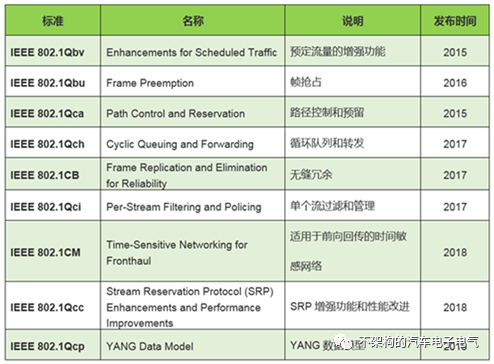 标准 名称 说明 发布时间
IEEE 802.1Qbv Enhancements for Scheduled Traffic 预定流量的增强功能 2015
IEEE 802.1Qbu Frame Preemption 帧抢占 2016
IEEE 802.1Qca Path Control and Reservation 路径控制和预留 2015
IEEE 802.1Qch Cyclic Queuing and Forwarding 循环队列和转发 2017
IEEE 802.1CB Frame Replication and Elimination
for Reliability 无缝冗余 2017
IEEE 802.1Qci Per-Stream Filtering and Policing 单个流过滤和管理 2017
IEEE 802.1CM Time-Sensitive Networking for
Fronthaul 适用于前向回传的时间敏
感网络 2018
IEEE 802.1Qcc Stream Reservation Protocol (SRP)
Enhancements and Performance
Improvements SRP 增强功能和性能改进 2018
IEEE 802.1Qcp YANG Data Model YANG 数据
不架构的汽车电子电气